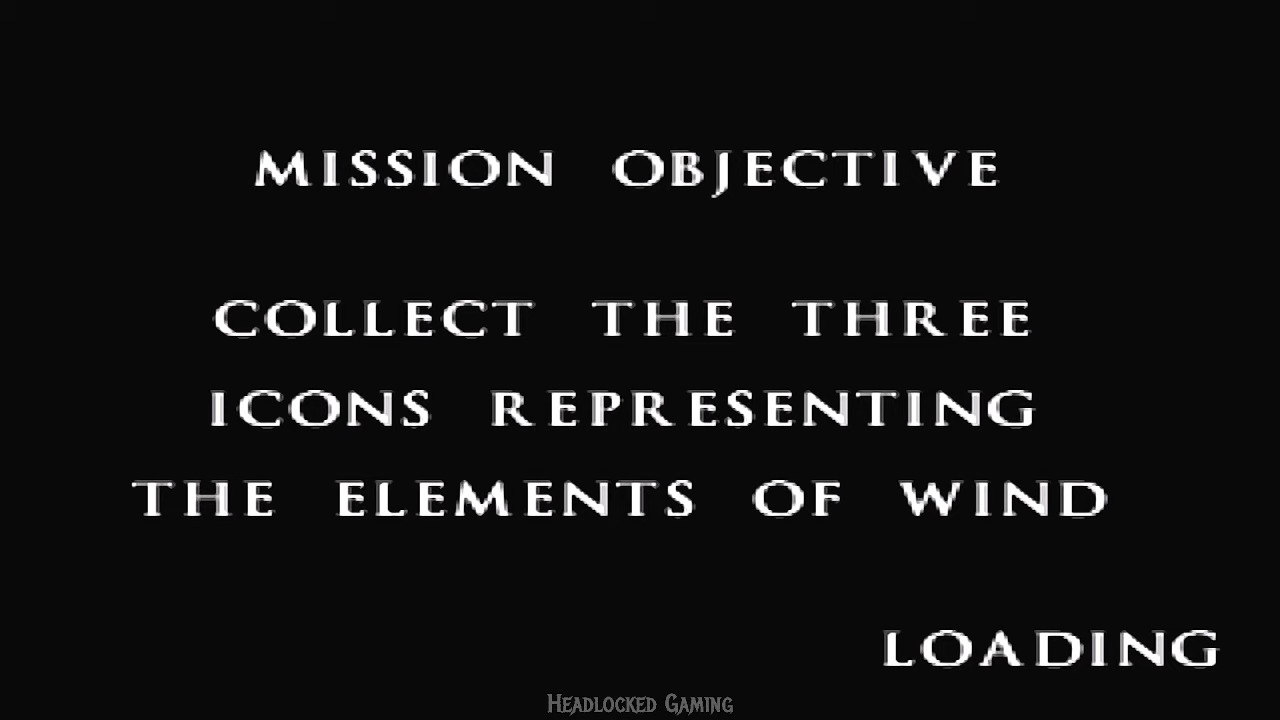 MISSION OBJECTIVE
COLLECT THE THREE
ICONS REPRESENTING
THE ELEMENTS OF WIND
LOADING
HEADLOCKED GAMING